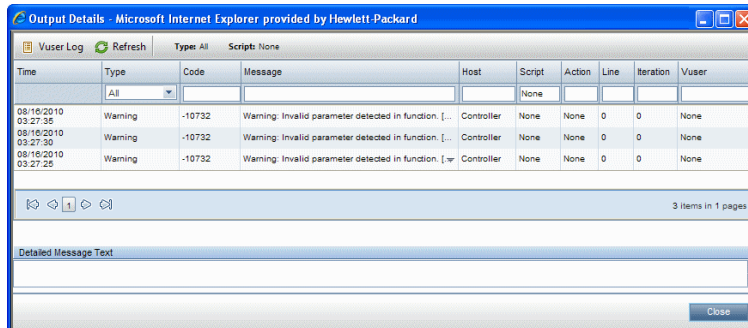 Output Details - Microsoft Internet Explorer provided by Hewlett-Packard
Vuser Log Refresh Type: All Script: None
Time Type Code Message Host Script Action Line Iteration Vuser
All None
08/16/2010 03:27:35 Warning -10732 Warning: Invalid parameter detected in function. [... Controller None None 0 0 None
08/16/2010 03:27:30 Warning -10732 Warning: Invalid parameter detected in function. [... Controller None None 0 0 None
08/16/2010 03:27:25 Warning -10732 Warning: Invalid parameter detected in function. [. Controller None None 0 0 None
1 3 items in 1 pages
Detailed Message Text
Close